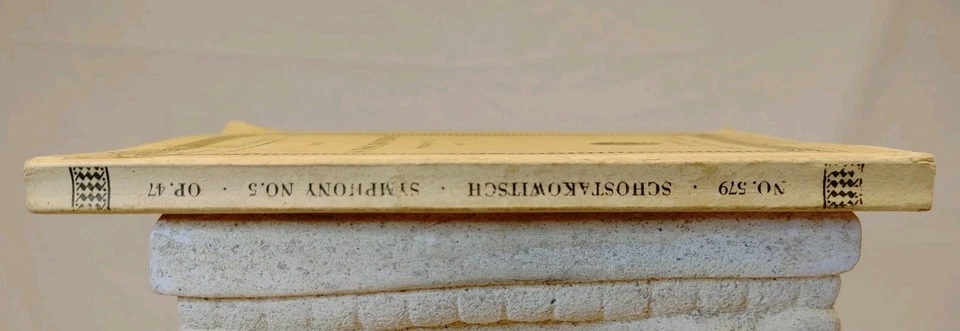 NO. 579 · SCHOSTAKOWITSCH · SYMPHONY NO. 5 · OP. 47